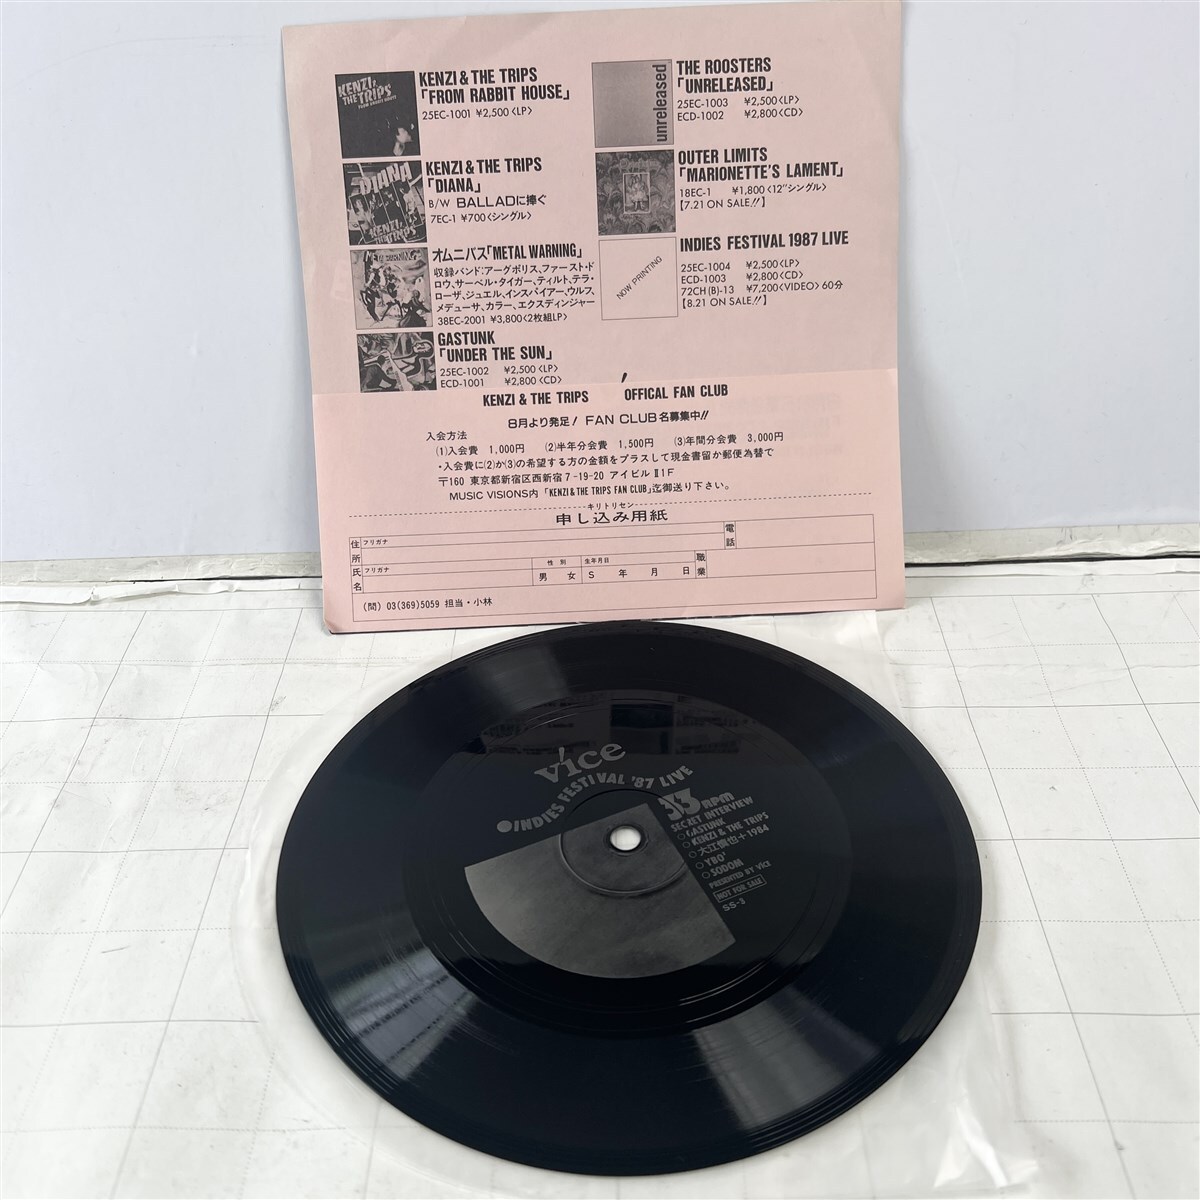 KENZI & THE TRIPS
「FROM RABBIT HOUSE」
25EC-1001 ¥2,500〈LP〉
KENZI & THE TRIPS
「DIANA」
B/W BALLADに捧ぐ
7EC-1 ¥700〈シングル〉
オムニバス「METAL WARNING」
収録バンド:アーグポリス、ファースト・ド
ロウ、サーベル・タイガー、ティルト、テラ・
ローザ、ジュエル、インスパイアー、ウルフ、
メデューサ、カラー、エクスディンジャー
38EC-2001 ¥3,800〈2枚組LP〉
GASTUNK
「UNDER THE SUN」
25EC-1002 ¥2,500〈LP〉
ECD-1001 ¥2,800〈CD〉
unreleased
THE ROOSTERS
「UNRELEASED」
25EC-1003 ¥2,500〈LP〉
ECD-1002 ¥2,800〈CD〉
OUTER LIMITS
「MARIONETTE'S LAMENT」
18EC-1 ¥1,800〈12"シングル〉
【7.21 ON SALE!!】
NOW PRINTING
INDIES FESTIVAL 1987 LIVE
25EC-1004 ¥2,500〈LP〉
ECD-1003 ¥2,800〈CD〉
72CH(B)-13 ¥7,200〈VIDEO〉60分
【8.21 ON SALE!!】
KENZI & THE TRIPS OFFICAL FAN CLUB
8月より発足! FAN CLUB名募集中!!
入会方法
(1)入会費 1,000円 (2)半年分会費 1,500円 (3)年間分会費 3,000円
・入会費に(2)か(3)の希望する方の金額をプラスして現金書留か郵便為替で
〒160 東京都新宿区西新宿7-19-20 アイビルⅡ1F
MUSIC VISIONS内「KENZI & THE TRIPS FAN CLUB」迄御送り下さい。
キリトリセン
申し込み用紙
住所 フリガナ 電話
氏名 フリガナ 性別 男 女 生年月日 S 年 月 日 職業
(問) 03(369)5059 担当・小林
vice
●INDIES FESTIVAL '87 LIVE
33 RPM
SECRET INTERVIEW
○GASTUNK
○KENZI & THE TRIPS
○大江慎也+1984
○YBO²
○SODOM
PRESENTED BY VICE
NOT FOR SALE
SS-3